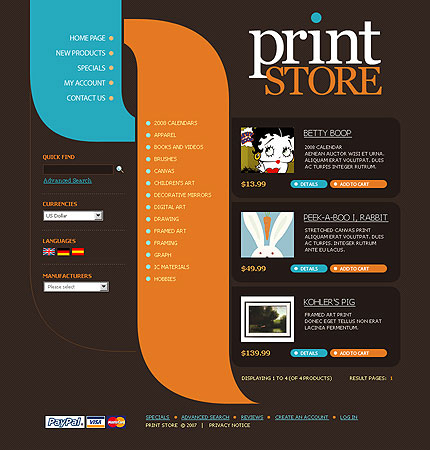 HOME PAGE
NEW PRODUCTS
SPECIALS
MY ACCOUNT
CONTACT US
print
STORE
QUICK FIND
Advanced Search
CURRENCIES
US Dollar
LANGUAGES
MANUFACTURERS
Please select
2008 CALENDARS
APPAREL
BOOKS AND VIDEOS
BRUSHES
CANVAS
CHILDREN'S ART
DECORATIVE MIRRORS
DIGITAL ART
DRAWING
FRAMED ART
FRAMING
GRAPH
IC MATERIALS
HOBBIES
BETTY BOOP
2008 CALENDAR
AENEAN AUCTOR WISI ET URNA.
ALIQUAM ERAT VOLUTPAT. DUIS
AC TURPIS INTEGER RUTRUM.
$13.99
DETAILS
ADD TO CART
PEEK-A-BOO I, RABBIT
STRETCHED CANVAS PRINT
ALIQUAM ERAT VOLUTPAT. DUIS
AC TURPIS. INTEGER RUTRUM
ANTE EU LACUS.
$49.99
DETAILS
ADD TO CART
KOHLER'S PIG
FRAMED ART PRINT
DONEC EGET TELLUS NON ERAT
LACINIA FERMENTUM.
$139.99
DETAILS
ADD TO CART
DISPLAYING 1 TO 4 (OF 4 PRODUCTS)
RESULT PAGES: 1
PayPal
VISA
MasterCard
SPECIALS
ADVANCED SEARCH
REVIEWS
CREATE AN ACCOUNT
LOG IN
PRINT STORE @ 2007 | PRIVACY NOTICE